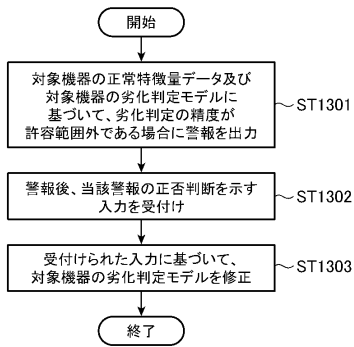 開始
対象機器の正常特徴量データ及び
対象機器の劣化判定モデルに
基づいて、劣化判定の精度が
許容範囲外である場合に警報を出力
ST1301
警報後、当該警報の正否判断を示す
入力を受付け
ST1302
受付けられた入力に基づいて、
対象機器の劣化判定モデルを修正
ST1303
終了